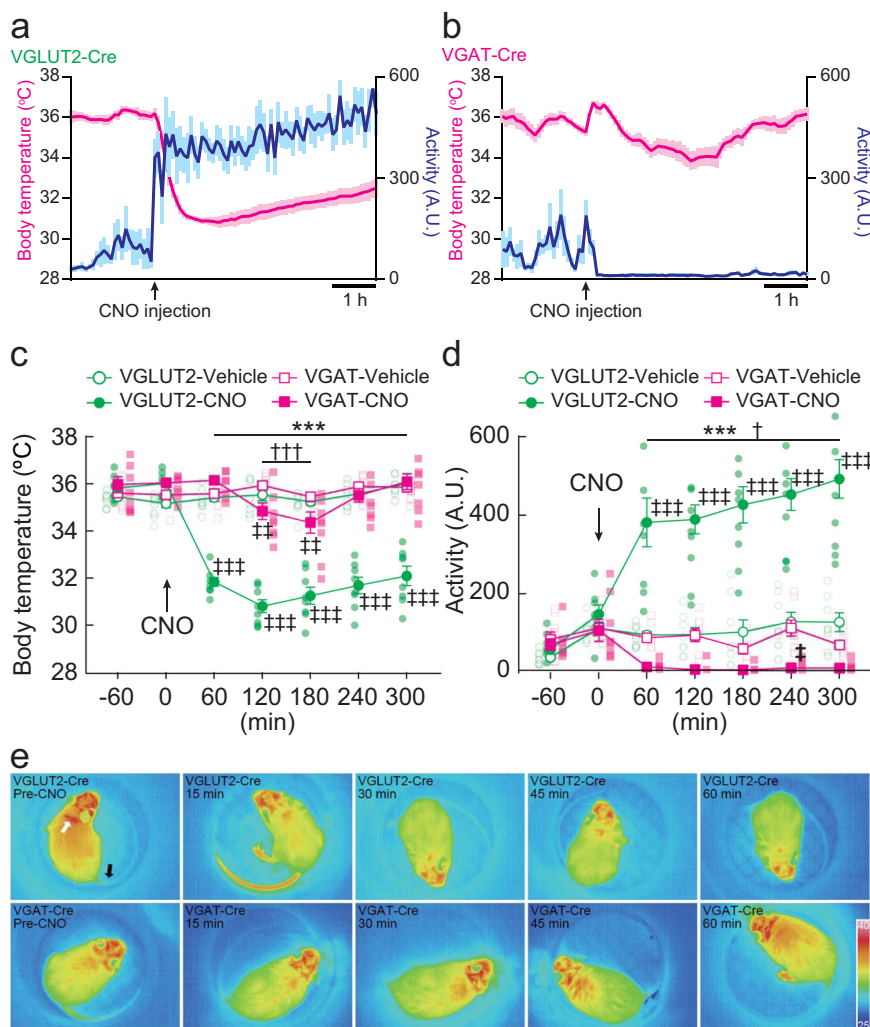 a
VGLUT2-Cre
38
36
34
32
30
28
Body temperature (ºC)
600
300
0
Activity (A.U.)
CNO injection
1 h
b
VGAT-Cre
38
36
34
32
30
28
Body temperature (ºC)
600
300
0
Activity (A.U.)
CNO injection
1 h
c
VGLUT2-Vehicle
VGAT-Vehicle
VGLUT2-CNO
VGAT-CNO
Body temperature (ºC)
38
36
35
32
30
28
***
†††
‡‡
‡‡
‡‡‡
‡‡‡
‡‡‡
‡‡‡
‡‡‡
CNO
-60 0 60 120 180 240 300
(min)
d
VGLUT2-Vehicle
VGAT-Vehicle
VGLUT2-CNO
VGAT-CNO
Activity (A.U.)
600
400
200
100
0
*** †
CNO
‡‡‡
‡‡‡
‡‡‡
‡‡‡
‡‡‡
‡
-60 0 60 120 180 240 300
(min)
e
VGLUT2-Cre
Pre-CNO
VGLUT2-Cre
15 min
VGLUT2-Cre
30 min
VGLUT2-Cre
45 min
VGLUT2-Cre
60 min
VGAT-Cre
Pre-CNO
VGAT-Cre
15 min
VGAT-Cre
30 min
VGAT-Cre
45 min
VGAT-Cre
60 min
40
25